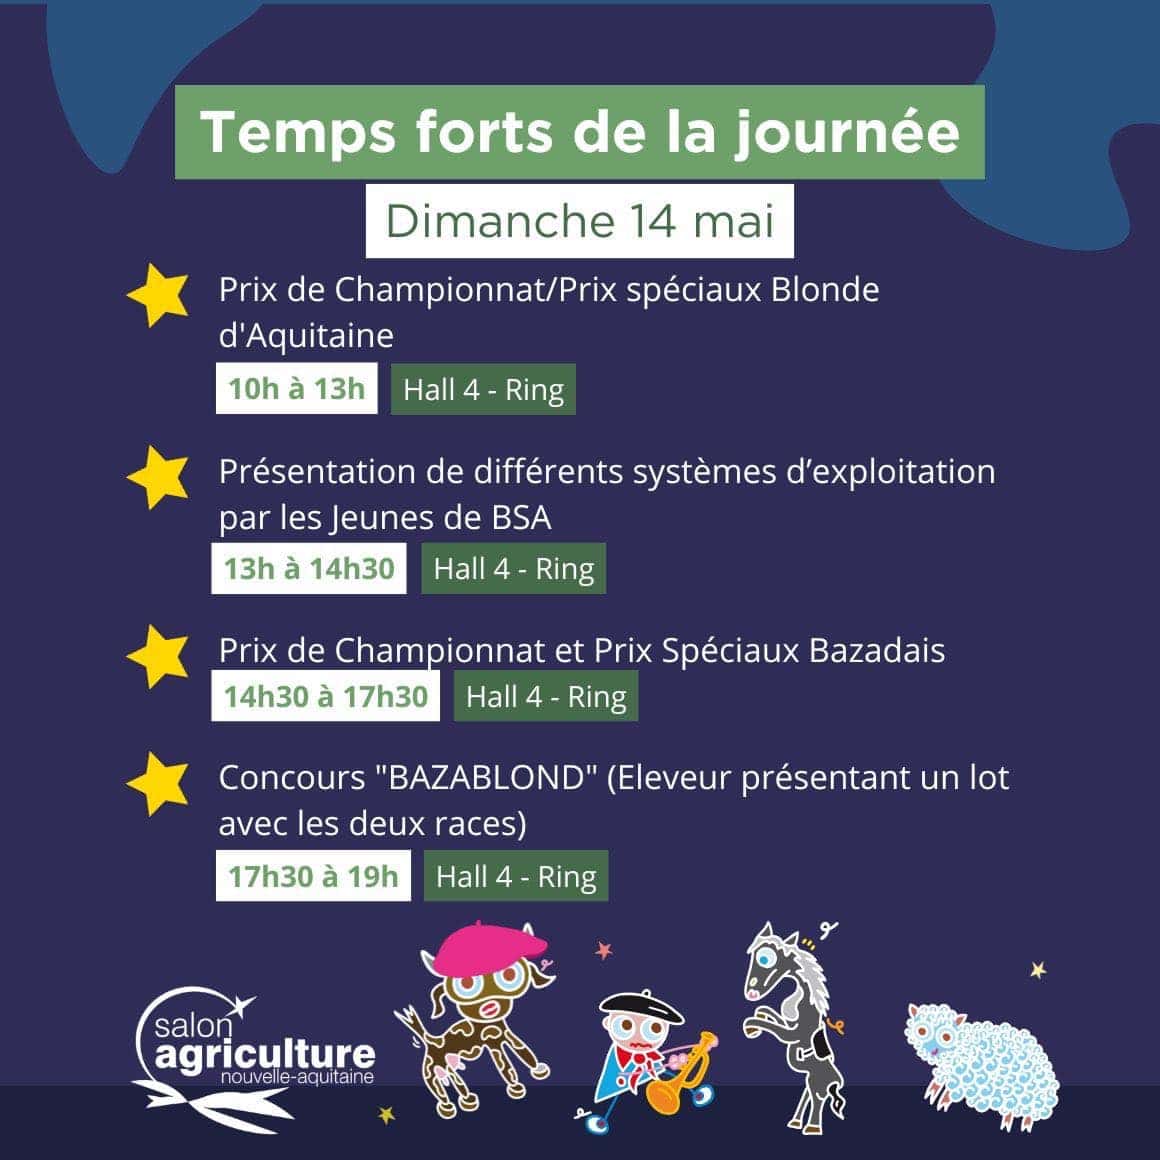 Temps forts de la journée
Dimanche 14 mai
Prix de Championnat/Prix spéciaux Blonde
d'Aquitaine
10h à 13h Hall 4 - Ring
Présentation de différents systèmes d’exploitation
par les Jeunes de BSA
13h à 14h30 Hall 4 - Ring
Prix de Championnat et Prix Spéciaux Bazadais
14h30 à 17h30 Hall 4 - Ring
Concours "BAZABLOND" (Eleveur présentant un lot
avec les deux races)
17h30 à 19h Hall 4 - Ring
salon
agriculture
nouvelle-aquitaine